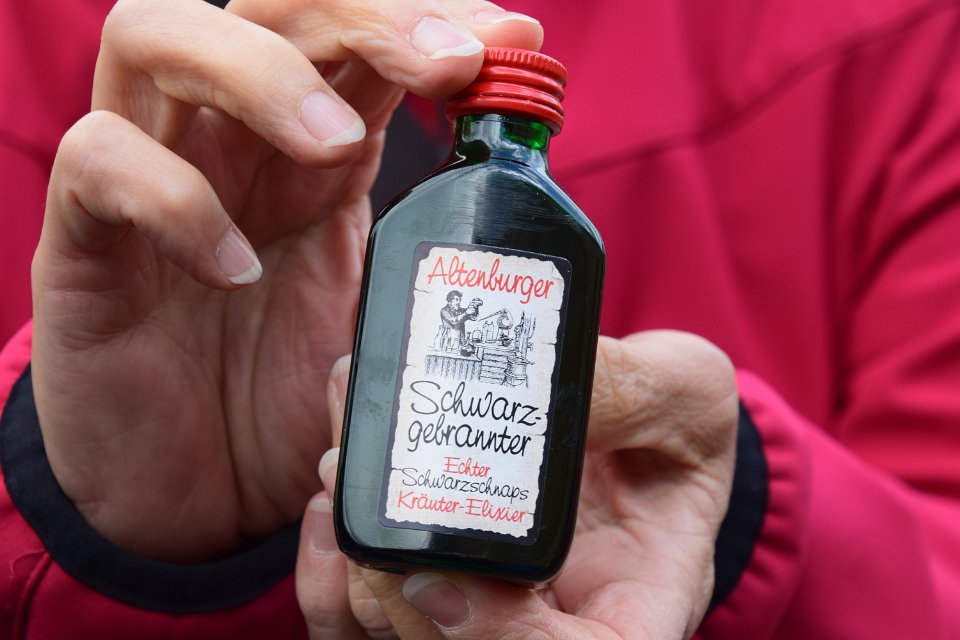 Altenburger
Schwarz-
gebrannter
Echter
Schwarzschnaps
Kräuter-Elixier